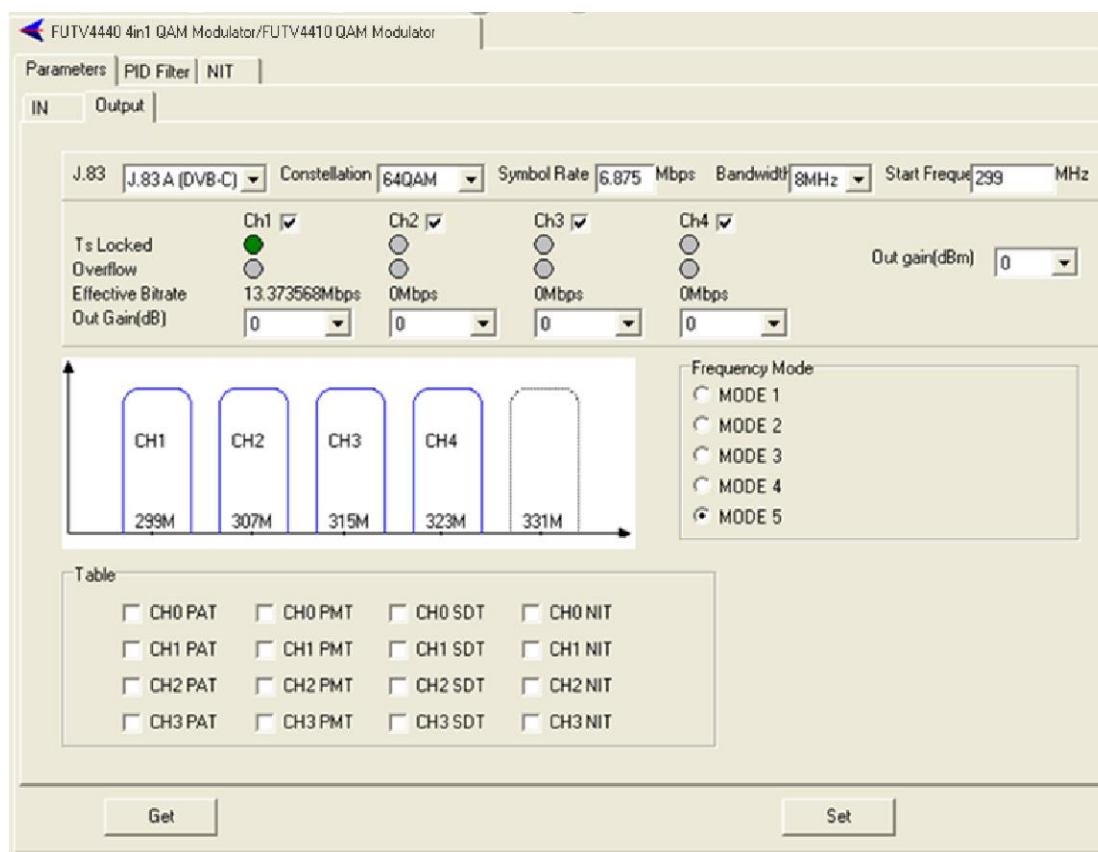 FUTV4440 4in1 QAM Modulator/FUTV4410 QAM Modulator
Parameters PID Filter NIT
IN Output
J.83 J.83 A (DVB-C) Constellation 64QAM Symbol Rate 6.875 Mbps Bandwidth 8MHz Start Freque 299 MHz
Ch1 Ch2 Ch3 Ch4
Ts Locked
Overflow
Effective Bitrate 13.373568Mbps 0Mbps 0Mbps 0Mbps
Out Gain(dB) 0 0 0 0
Out gain(dBm) 0
CH1 CH2 CH3 CH4
299M 307M 315M 323M 331M
Frequency Mode
MODE 1
MODE 2
MODE 3
MODE 4
MODE 5
Table
CH0 PAT CH0 PMT CH0 SDT CH0 NIT
CH1 PAT CH1 PMT CH1 SDT CH1 NIT
CH2 PAT CH2 PMT CH2 SDT CH2 NIT
CH3 PAT CH3 PMT CH3 SDT CH3 NIT
Get Set